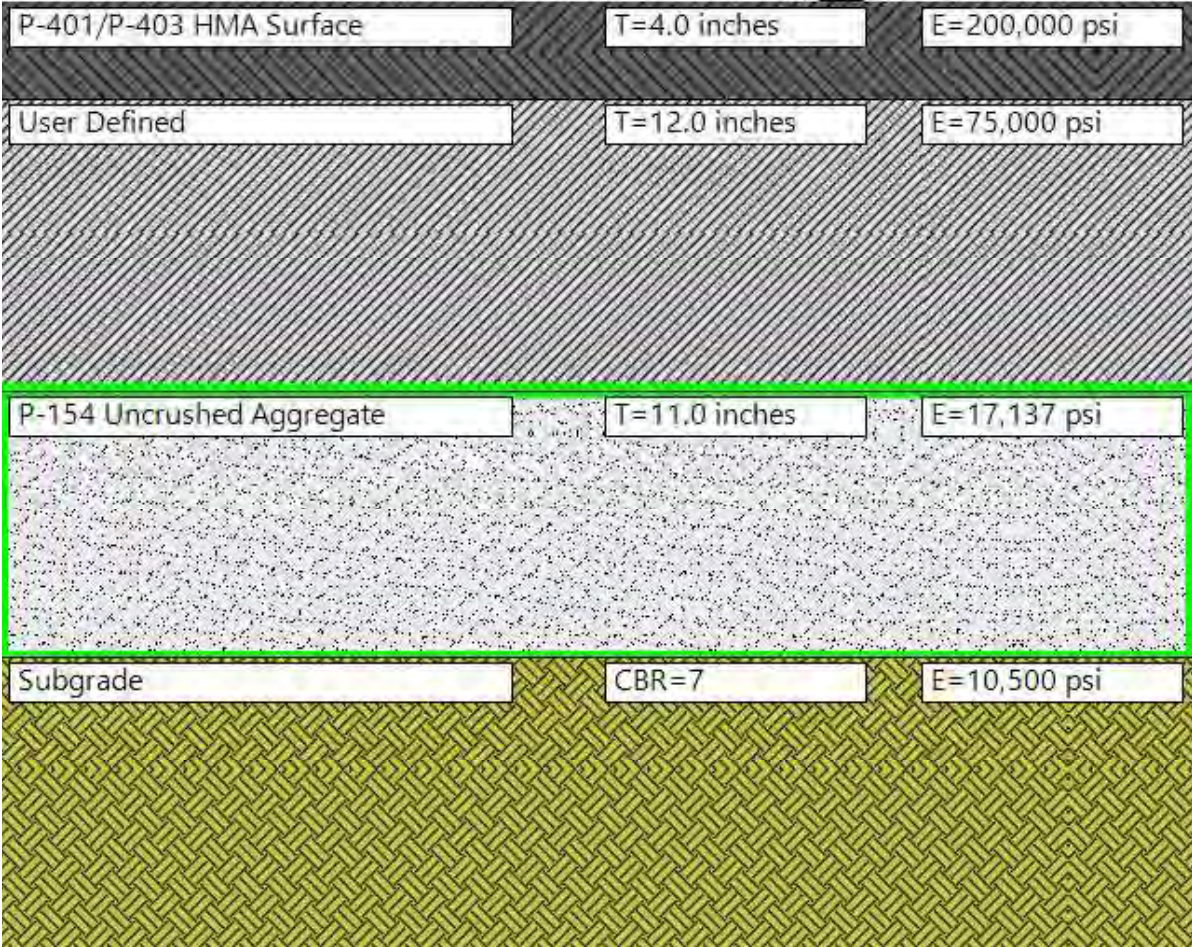 P-401/P-403 HMA Surface T=4.0 inches E=200,000 psi
User Defined T=12.0 inches E=75,000 psi
P-154 Uncrushed Aggregate T=11.0 inches E=17,137 psi
Subgrade CBR=7 E=10,500 psi